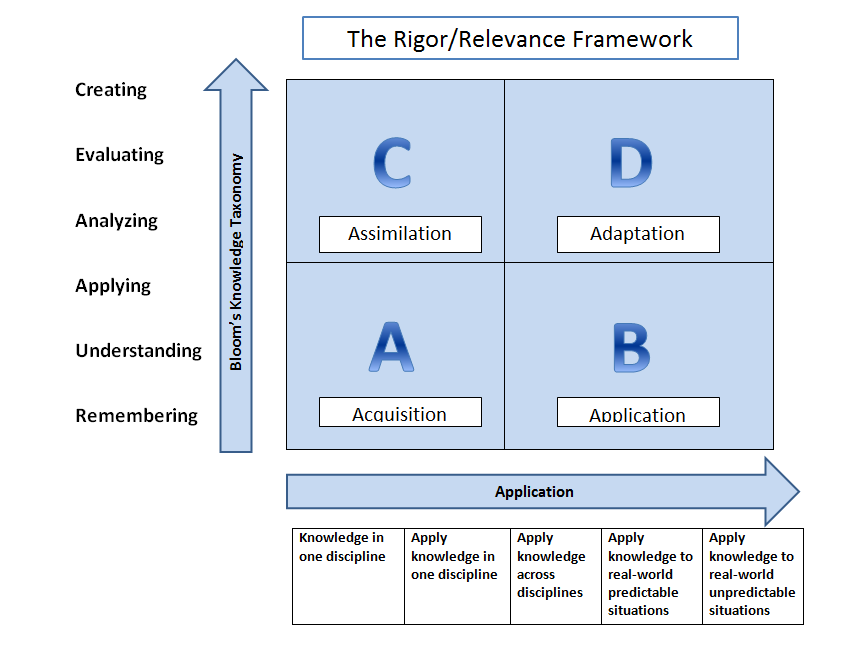 The Rigor/Relevance Framework
Creating
Evaluating
Analyzing
Applying
Understanding
Remembering
Bloom's Knowledge Taxonomy
C
Assimilation
D
Adaptation
A
Acquisition
B
Application
Application
Knowledge in
one discipline
Apply
knowledge in
one discipline
Apply
knowledge
across
disciplines
Apply
knowledge to
real-world
predictable
situations
Apply
knowledge to
real-world
unpredictable
situations